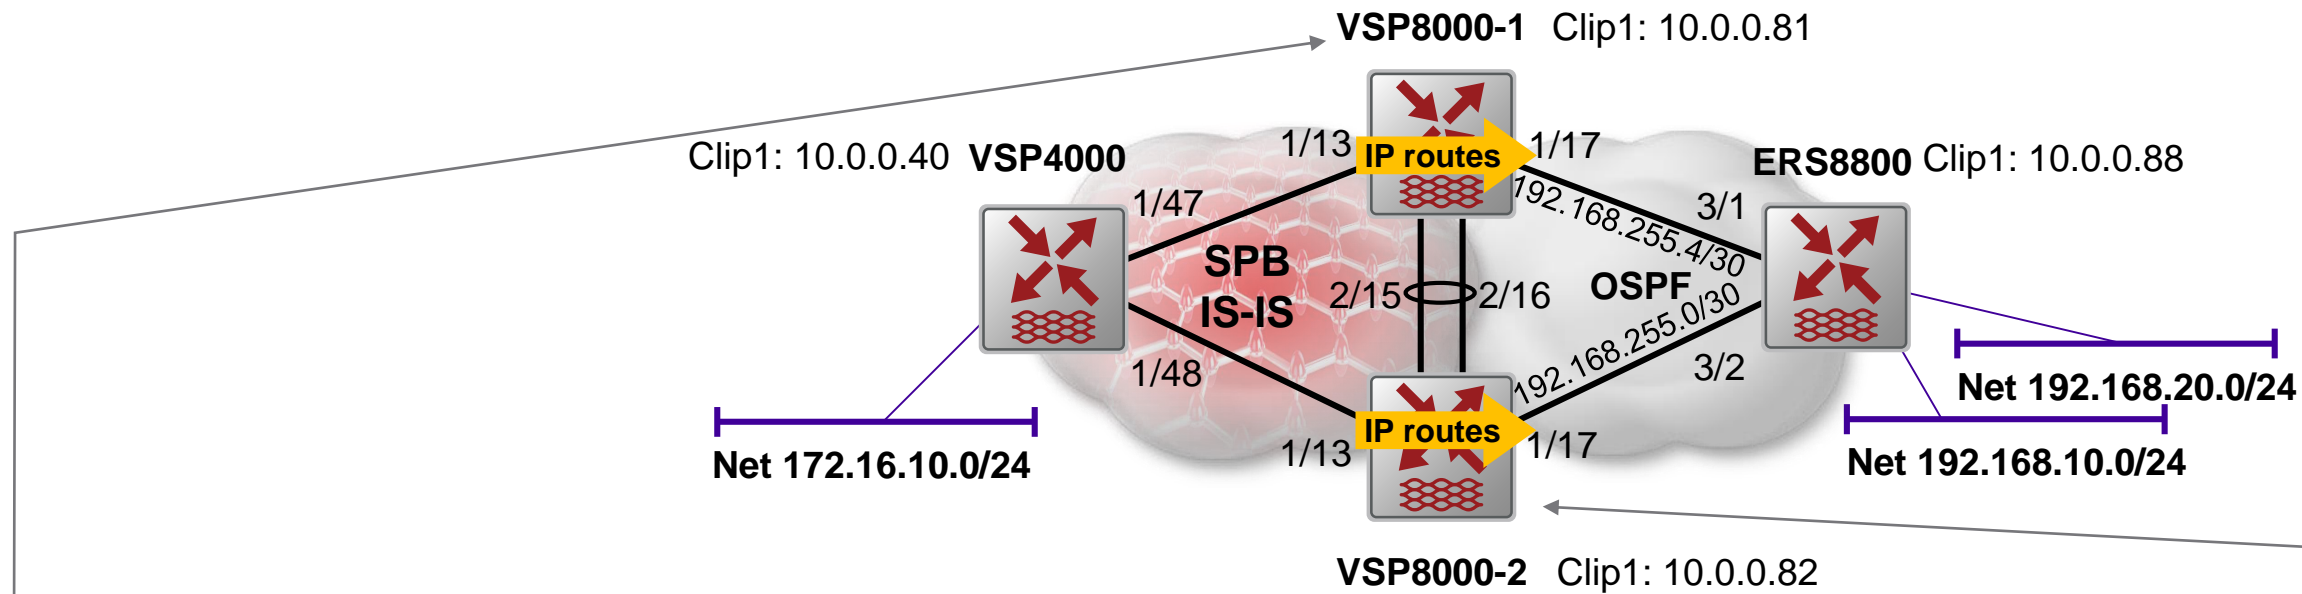 VSP8000-1 Clip1: 10.0.0.81
Clip1: 10.0.0.40 VSP4000
1/13
IP routes
1/17
ERS8800 Clip1: 10.0.0.88
1/47
192.168.255.4/30
3/1
SPB
IS-IS
2/15
2/16
OSPF
192.168.255.0/30
1/48
3/2
Net 192.168.20.0/24
Net 172.16.10.0/24
1/13
IP routes
1/17
Net 192.168.10.0/24
VSP8000-2 Clip1: 10.0.0.82